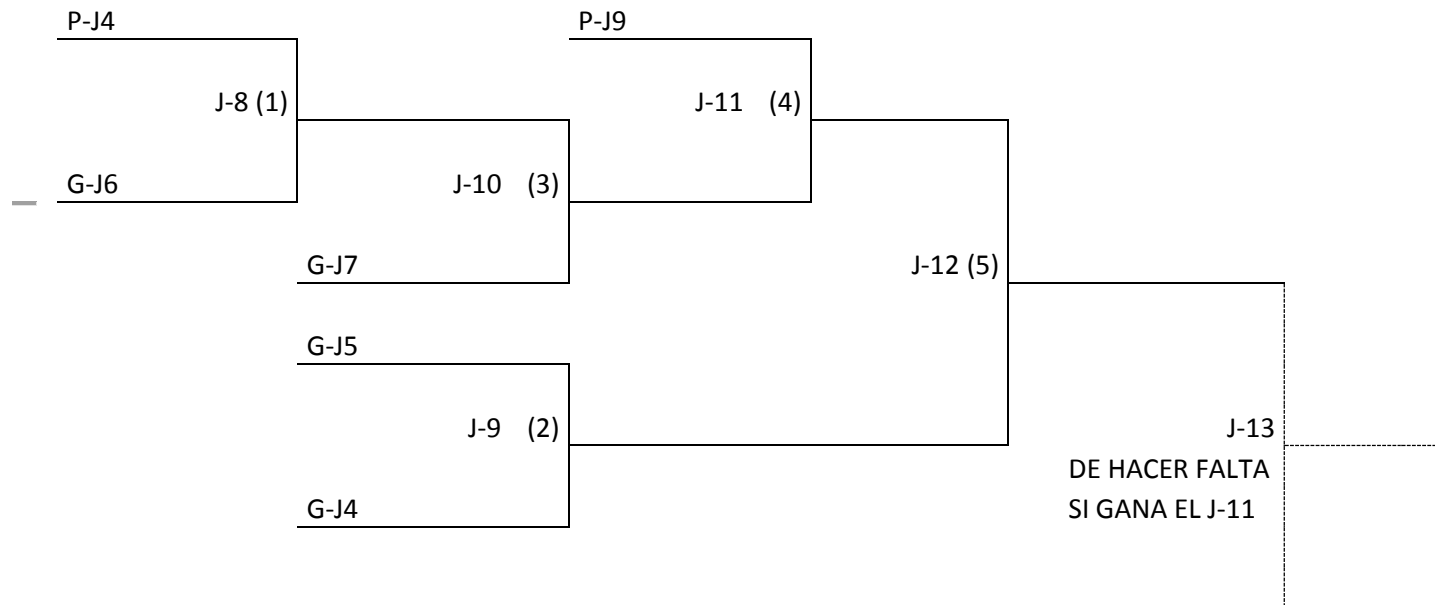 P-J4
P-J9
J-8 (1)
J-11 (4)
G-J6
J-10 (3)
G-J7
J-12 (5)
G-J5
J-9 (2)
J-13
DE HACER FALTA
G-J4
SI GANA EL J-11